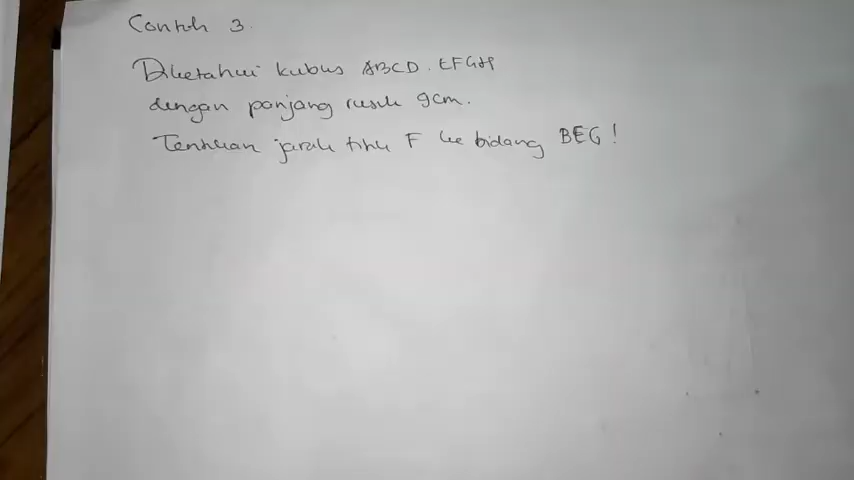 Contoh 3.
Diketahui kubus ABCD.EFGH
dengan panjang rusuk 9cm.
Tentukan jarak titik F ke bidang BEG!